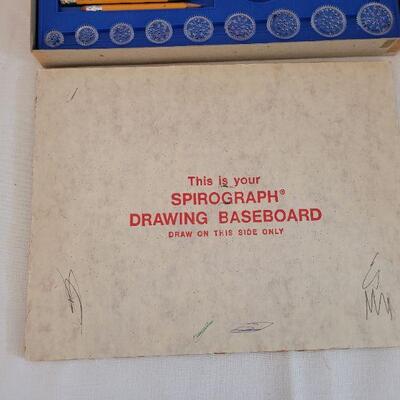 This is your
SPIROGRAPH®
DRAWING BASEBOARD
DRAW ON THIS SIDE ONLY